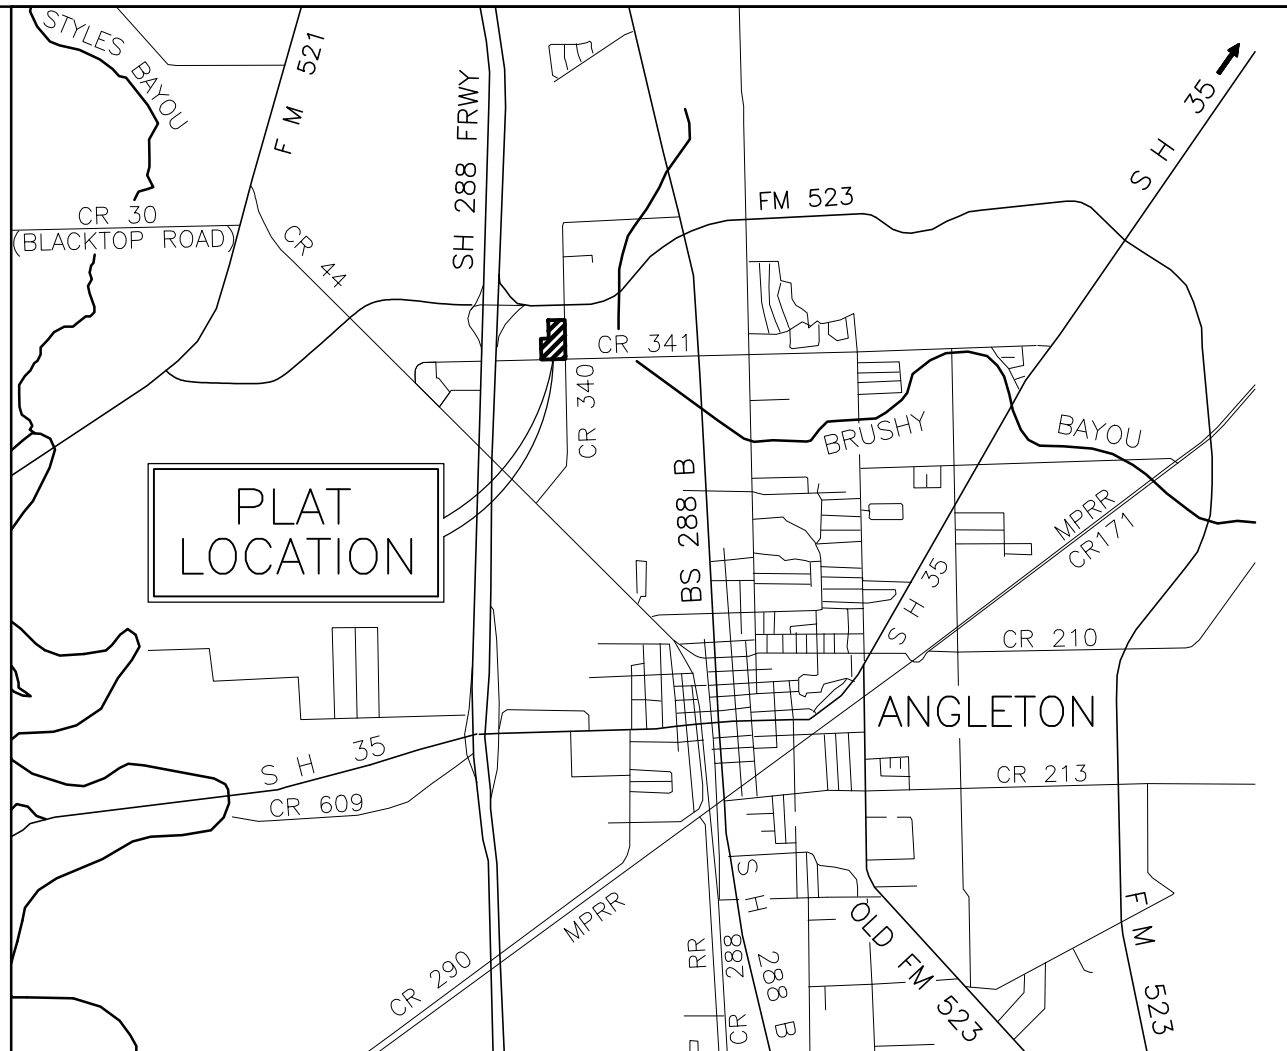 STYLES BAYOU
F M 521
SH 288 FRWY
S H 35
FM 523
CR 30
(BLACKTOP ROAD)
CR 44
CR 341
CR 340
BRUSHY
BAYOU
PLAT
LOCATION
BS 288 B
MPRR
CR171
S H 35
CR 210
ANGLETON
S H 35
CR 609
CR 213
S H 288 B
MPRR
OLD FM 523
F M 523
CR 290
RR
CR 288